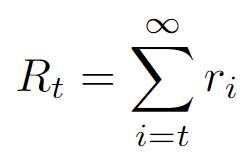 $R_t = \sum_{i=t}^{\infty} r_i$